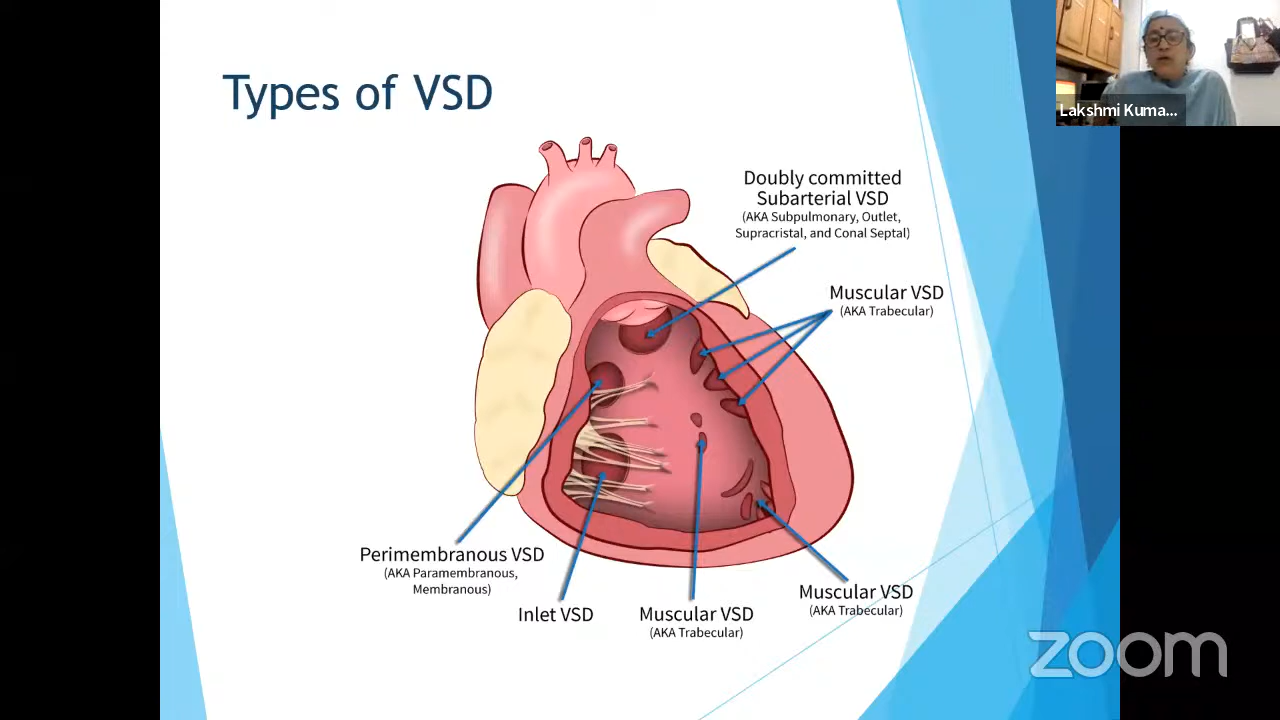 Types of VSD
Lakshmi Kuma...
Doubly committed
Subarterial VSD
(AKA Subpulmonary, Outlet,
Supracristal, and Conal Septal)
Muscular VSD
(AKA Trabecular)
Perimembranous VSD
(AKA Paramembranous,
Membranous)
Inlet VSD
Muscular VSD
(AKA Trabecular)
Muscular VSD
(AKA Trabecular)
zoom